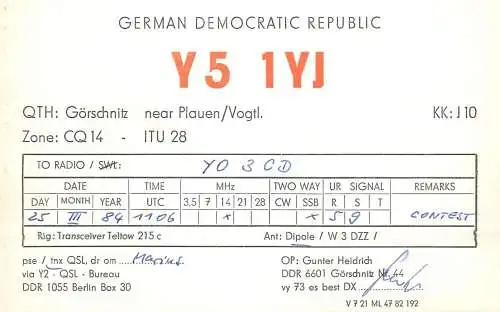 GERMAN DEMOCRATIC REPUBLIC
Y5 1YJ
QTH: Görschnitz near Plauen/Vogtl. KK: J10
Zone: CQ14 - ITU 28
TO RADIO / SWL: YO 3 CD
DATE TIME MHz TWO WAY UR SIGNAL REMARKS
DAY MONTH YEAR UTC 3,5 7 14 21 28 CW SSB R S T
25 III 84 1106 x x 5 9 CONTEST
Rig: Transceiver Teltow 215 c Ant: Dipole / W 3 DZZ /
pse / tnx QSL, dr om Marius OP: Gunter Heidrich
via Y2 - QSL - Bureau DDR 6601 Görschnitz Nr. 44
DDR 1055 Berlin Box 30 vy 73 es best DX
V 7 21 ML 47 82 192